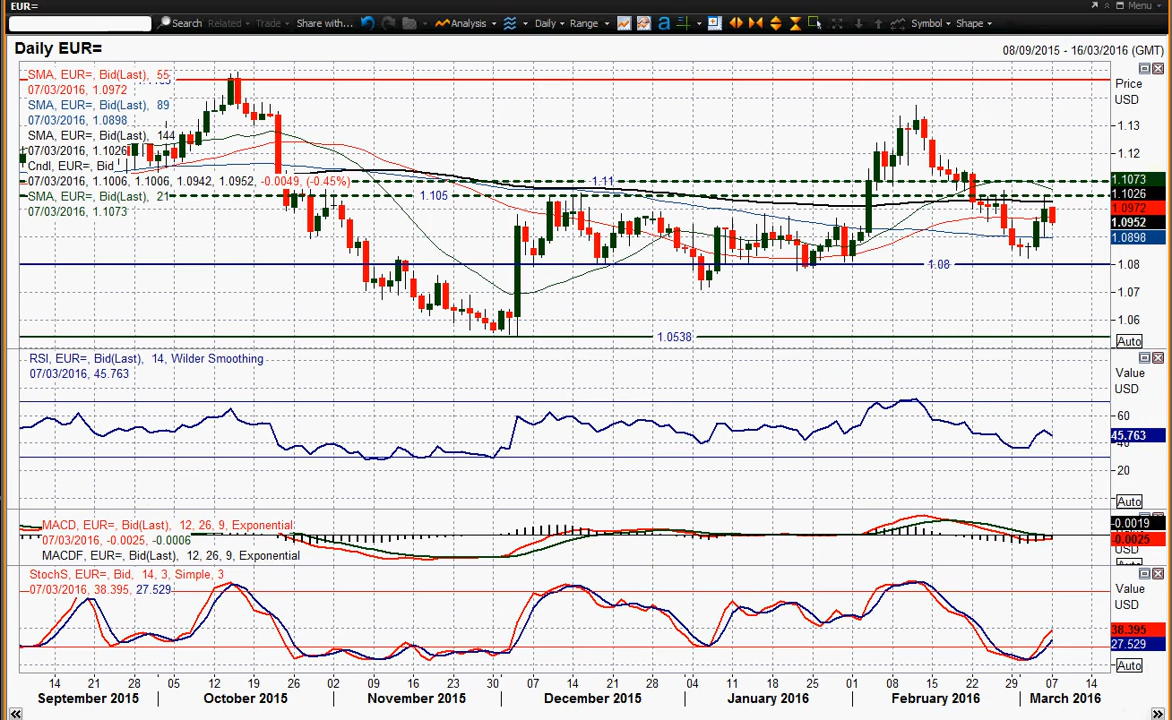 EUR=
Menu
Search Related Trade Share with... Analysis Daily Range a Symbol Shape
Daily EUR=
08/09/2015 - 16/03/2016 (GMT)
SMA, EUR=, Bid(Last), 55
07/03/2016, 1.0972
SMA, EUR=, Bid(Last), 89
07/03/2016, 1.0898
SMA, EUR=, Bid(Last), 144
07/03/2016, 1.1026
Cndl, EUR=, Bid
07/03/2016, 1.1006, 1.1006, 1.0942, 1.0952, -0.0049, (-0.45%)
SMA, EUR=, Bid(Last), 21
07/03/2016, 1.1073
1.11
1.105
1.08
1.0538
Price
USD
1.13
1.12
1.1073
1.1026
1.0972
1.0952
1.0898
1.08
1.07
1.06
Auto
RSI, EUR=, Bid(Last), 14, Wilder Smoothing
07/03/2016, 45.763
Value
USD
60
45.763
40
20
Auto
MACD, EUR=, Bid(Last), 12, 26, 9, Exponential
07/03/2016, -0.0025, -0.0006
MACDF, EUR=, Bid(Last), 12, 26, 9, Exponential
-0.0019
-0.0025
USD
Auto
StochS, EUR=, Bid, 14, 3, Simple, 3
07/03/2016, 38.395, 27.529
Value
USD
38.395
27.529
Auto
14 21 28 05 12 19 26 02 09 16 23 30 07 14 21 28 04 11 18 25 01 08 15 22 29 07 14
September 2015 October 2015 November 2015 December 2015 January 2016 February 2016 March 2016